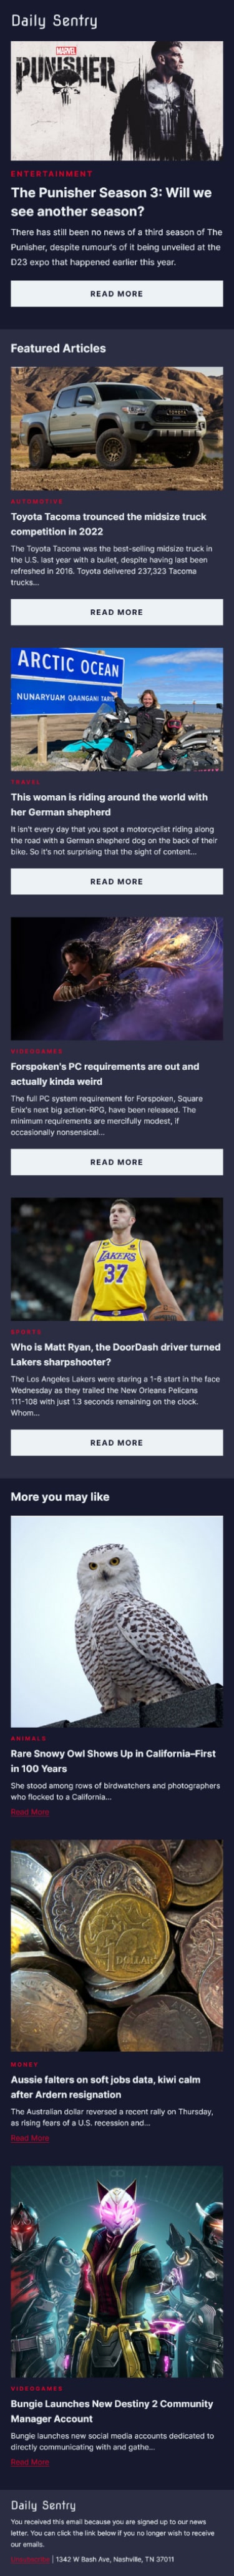 Daily Sentry
MARVEL
PUNISHER
ENTERTAINMENT
The Punisher Season 3: Will we
see another season?
There has still been no news of a third season of The
Punisher, despite rumour's of it being unveiled at the
D23 expo that happened earlier this year.
READ MORE
Featured Articles
AUTOMOTIVE
Toyota Tacoma trounced the midsize truck
competition in 2022
The Toyota Tacoma was the best-selling midsize truck in
the U.S. last year with a bullet, despite having last been
refreshed in 2016. Toyota delivered 237,323 Tacoma
trucks...
READ MORE
ARCTIC OCEAN
NUNARYUAM QAANGANI TARIUQ
TRAVEL
This woman is riding around the world with
her German shepherd
It isn't every day that you spot a motorcyclist riding along
the road with a German shepherd dog on the back of their
bike. So it's not surprising that the sight of content...
READ MORE
VIDEOGAMES
Forspoken's PC requirements are out and
actually kinda weird
The full PC system requirement for Forspoken, Square
Enix's next big action-RPG, have been released. The
minimum requirements are mercifully modest, if
occasionally nonsensical...
READ MORE
LAKERS
37
SPORTS
Who is Matt Ryan, the DoorDash driver turned
Lakers sharpshooter?
The Los Angeles Lakers were staring a 1-6 start in the face
Wednesday as they trailed the New Orleans Pelicans
111-108 with just 1.3 seconds remaining on the clock.
Whom...
READ MORE
More you may like
ANIMALS
Rare Snowy Owl Shows Up in California–First
in 100 Years
She stood among rows of birdwatchers and photographers
who flocked to a California...
Read More
DOLLAR
MONEY
Aussie falters on soft jobs data, kiwi calm
after Ardern resignation
The Australian dollar reversed a recent rally on Thursday,
as rising fears of a U.S. recession and...
Read More
VIDEOGAMES
Bungie Launches New Destiny 2 Community
Manager Account
Bungie launches new social media accounts dedicated to
directly communicating with and gathe...
Read More
Daily Sentry
You received this email because you are signed up to our news
letter. You can click the link below if you no longer wish to receive
our emails.
Unsubscribe | 1342 W Bash Ave, Nashville, TN 37011